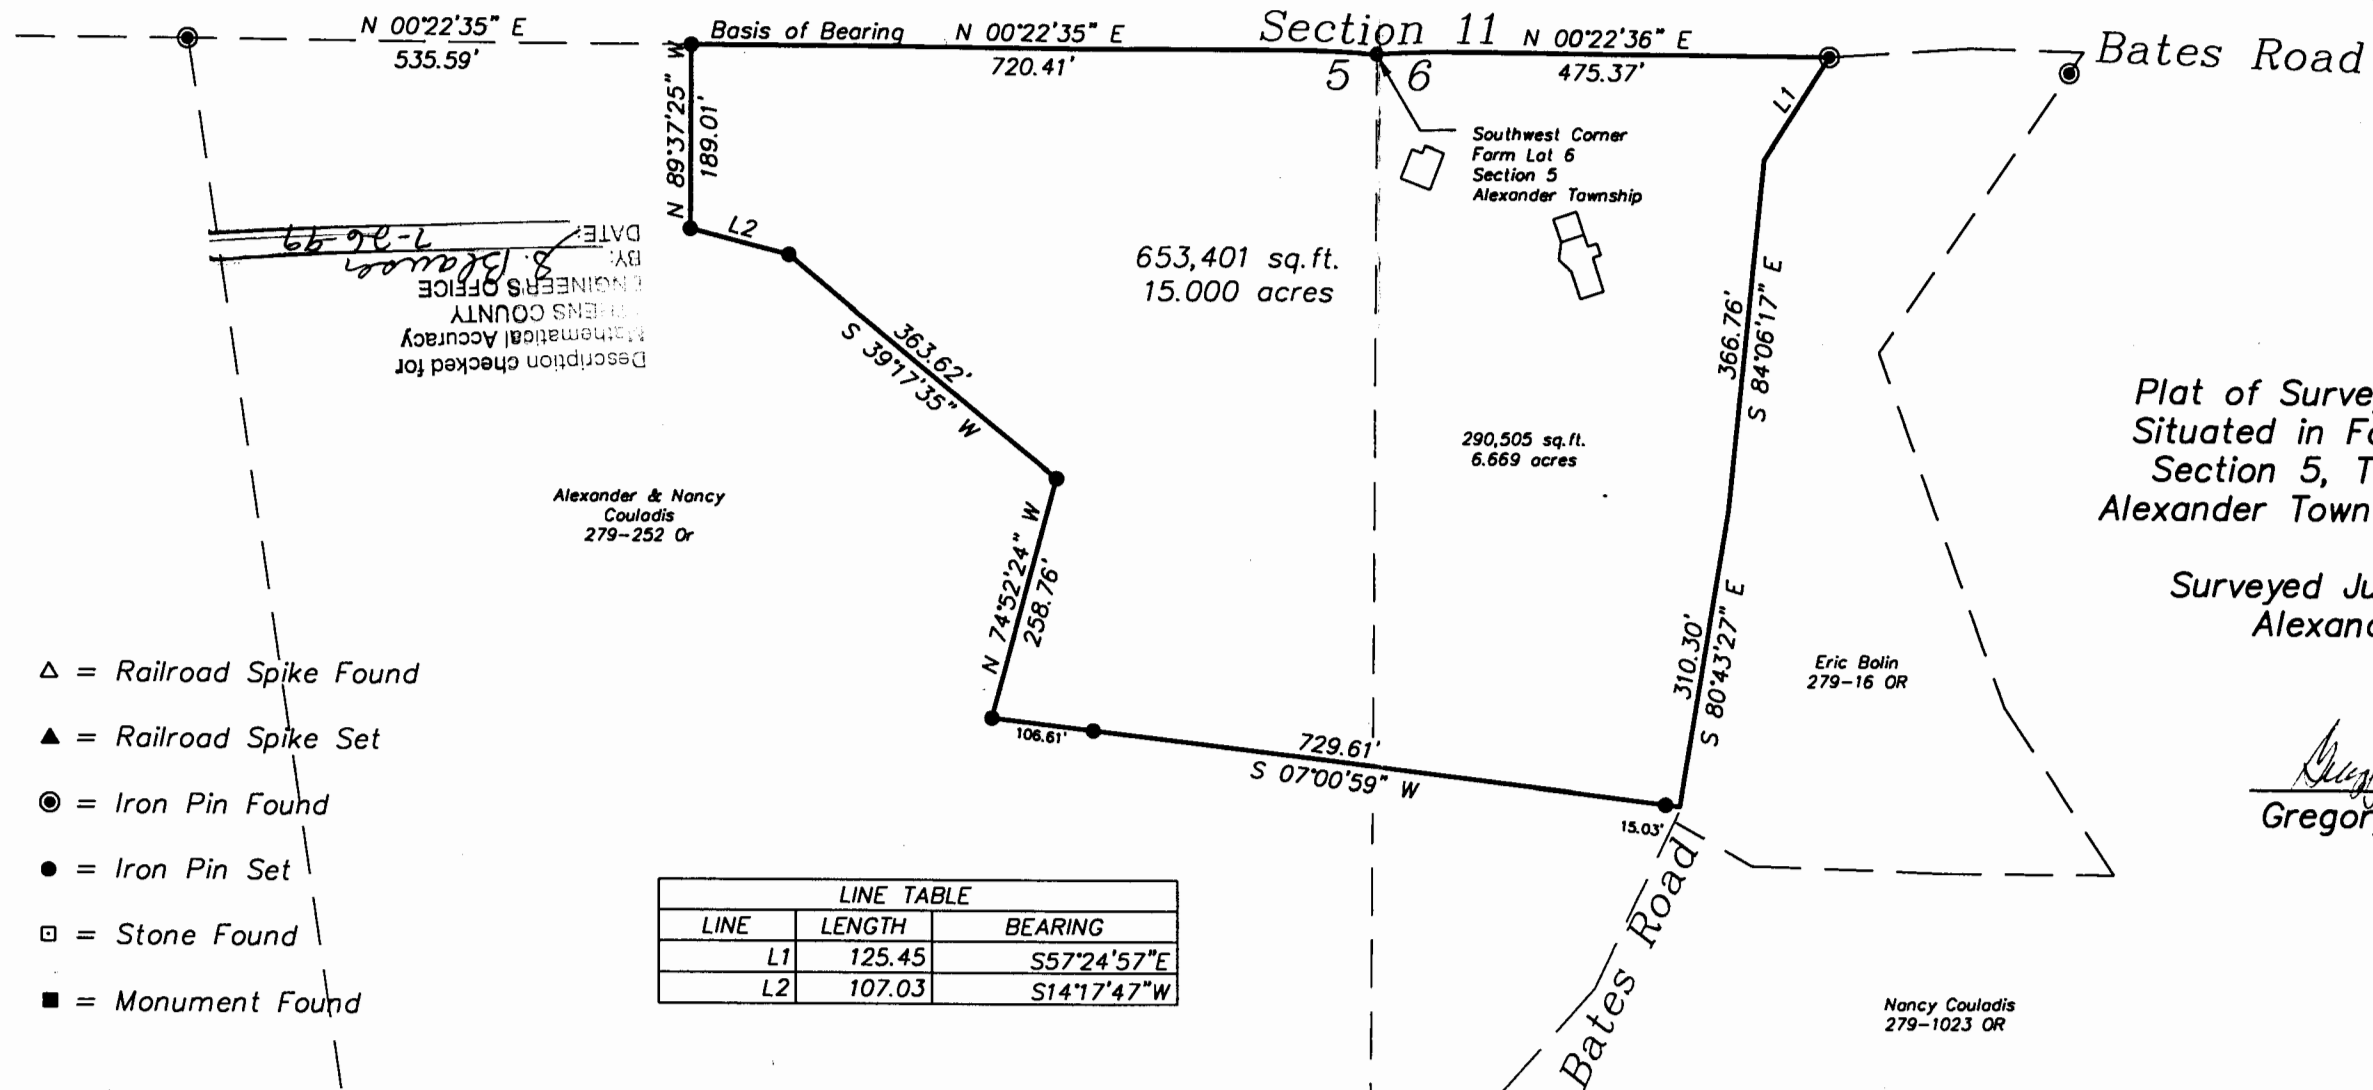 N 00°22'35" E
535.59'
Basis of Bearing N 00°22'35" E
720.41'
Section 11
N 00°22'36" E
475.37'
5 6
Bates Road
N 89°37'25" W
189.01'
L1
L2
Southwest Corner
Farm Lot 6
Section 5
Alexander Township
653,401 sq.ft.
15.000 acres
Description checked for
Mathematical Accuracy
COUNTY
ENGINEER'S OFFICE
BY:
DATE: 7-26-99
363.62'
S 39°17'35" W
366.76'
S 84°06'17" E
290,505 sq.ft.
6.669 acres
Plat of Surve
Situated in Fa
Section 5, T
Alexander Town
Surveyed Ju
Alexand
Alexander & Nancy
Couladis
279-252 Or
N 74°52'24" W
258.76'
310.30'
S 80°43'27" E
Eric Bolin
279-16 OR
Gregor
106.61'
729.61'
S 07°00'59" W
15.03'
Bates Road
Nancy Couladis
279-1023 OR
△ = Railroad Spike Found
▲ = Railroad Spike Set
◉ = Iron Pin Found
● = Iron Pin Set
⊡ = Stone Found
■ = Monument Found
LINE TABLE
LINE LENGTH BEARING
L1 125.45 S57°24'57"E
L2 107.03 S14°17'47"W